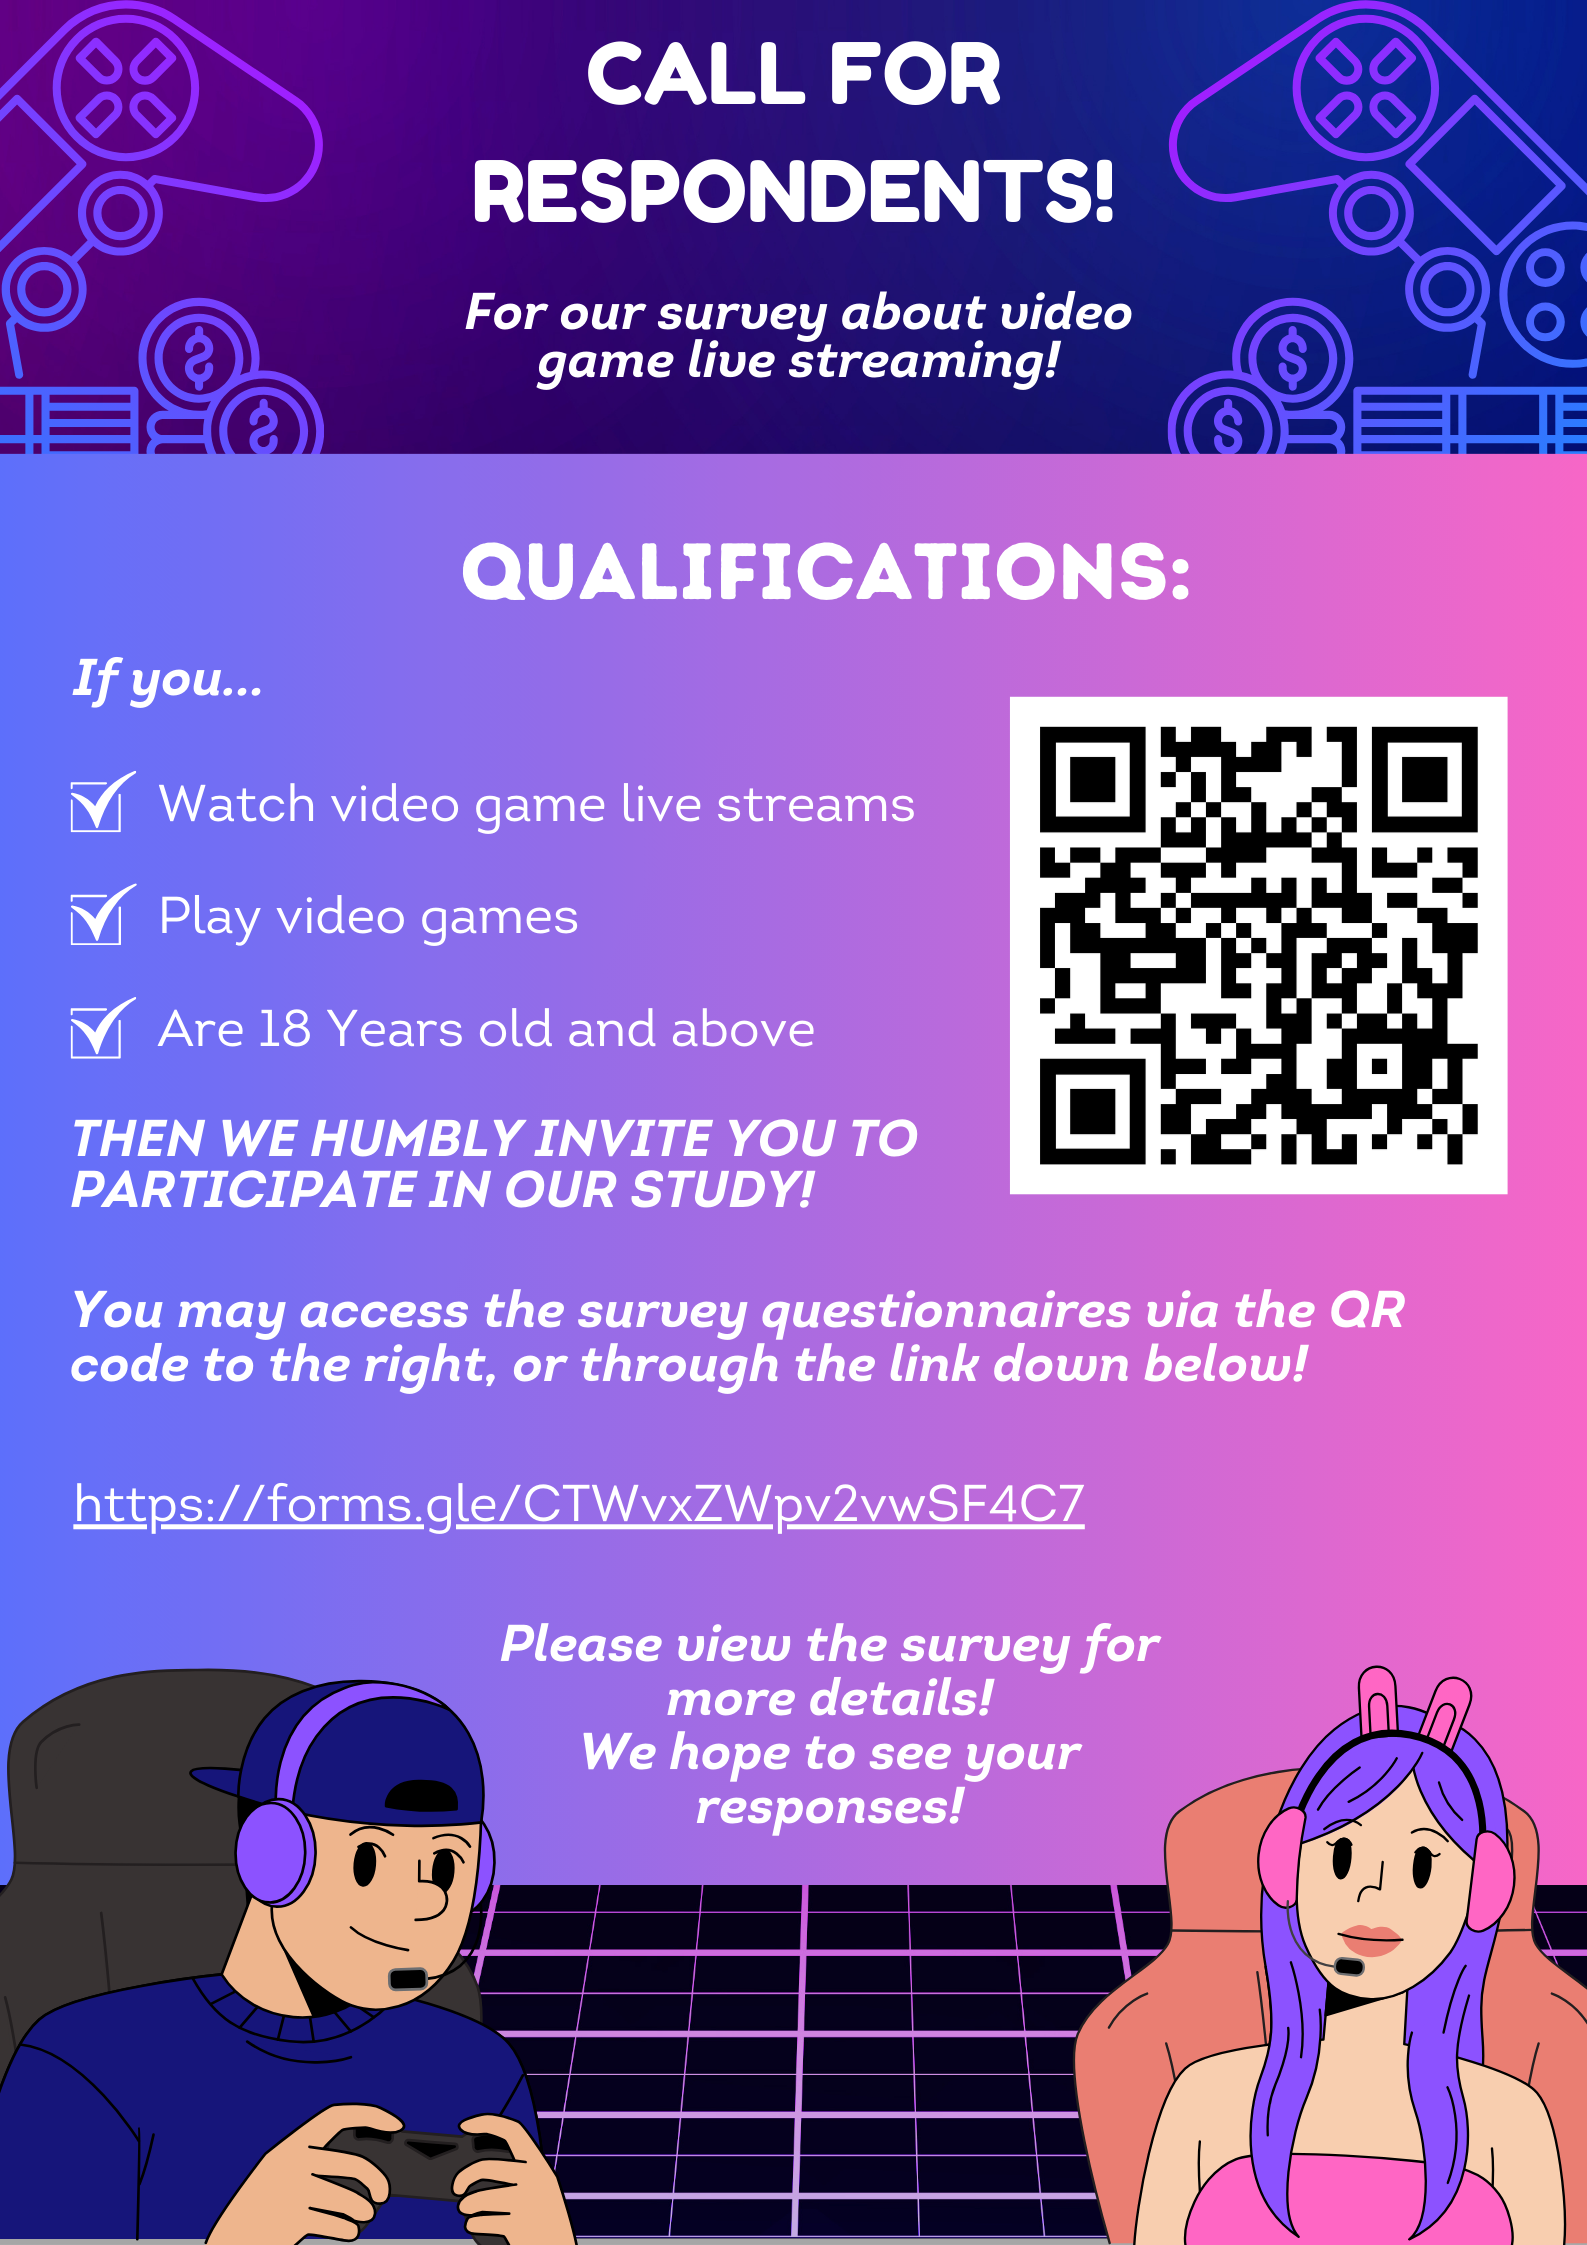 CALL FOR
RESPONDENTS!
For our survey about video
game live streaming!
QUALIFICATIONS:
If you...
Watch video game live streams
Play video games
Are 18 Years old and above
THEN WE HUMBLY INVITE YOU TO
PARTICIPATE IN OUR STUDY!
You may access the survey questionnaires via the QR
code to the right, or through the link down below!
https://forms.gle/CTWvxZWpv2vwSF4C7
Please view the survey for
more details!
We hope to see your
responses!